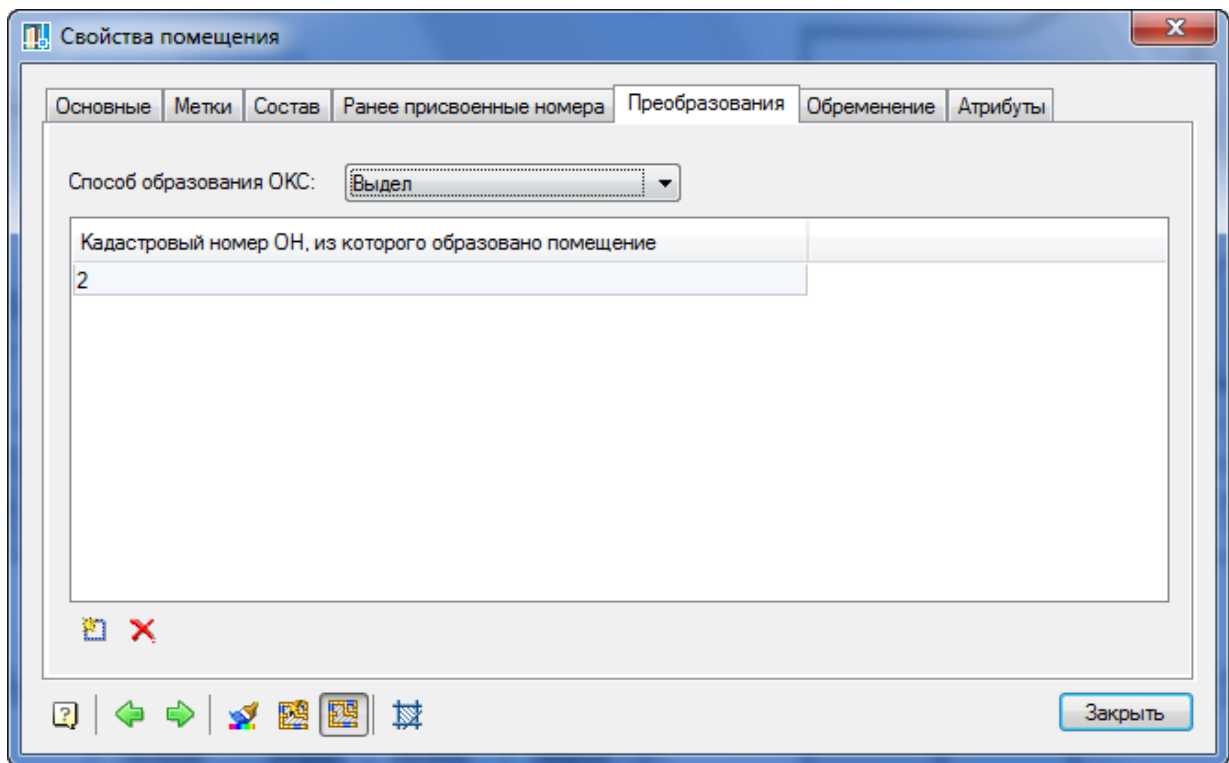 Свойства помещения
Основные Метки Состав Ранее присвоенные номера Преобразования Обременение Атрибуты
Способ образования ОКС: Выдел
Кадастровый номер ОН, из которого образовано помещение
2
Закрыть